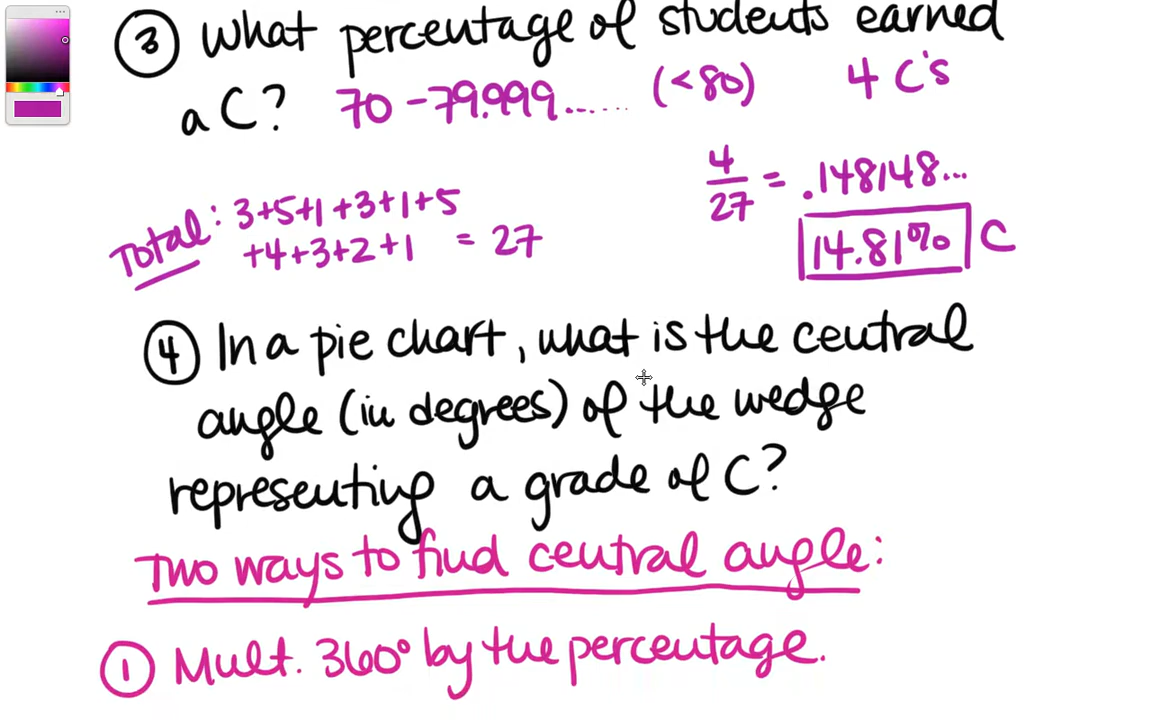 ③ What percentage of students earned
a C? 70-79.999...... (<80) 4 C's
4/27 = .148148...
Total: 3+5+1+3+1+5
+4+3+2+1 = 27
14.81% C
④ In a pie chart, what is the central
angle (in degrees) of the wedge
representing a grade of C?
Two ways to find central angle:
① Mult. 360° by the percentage.